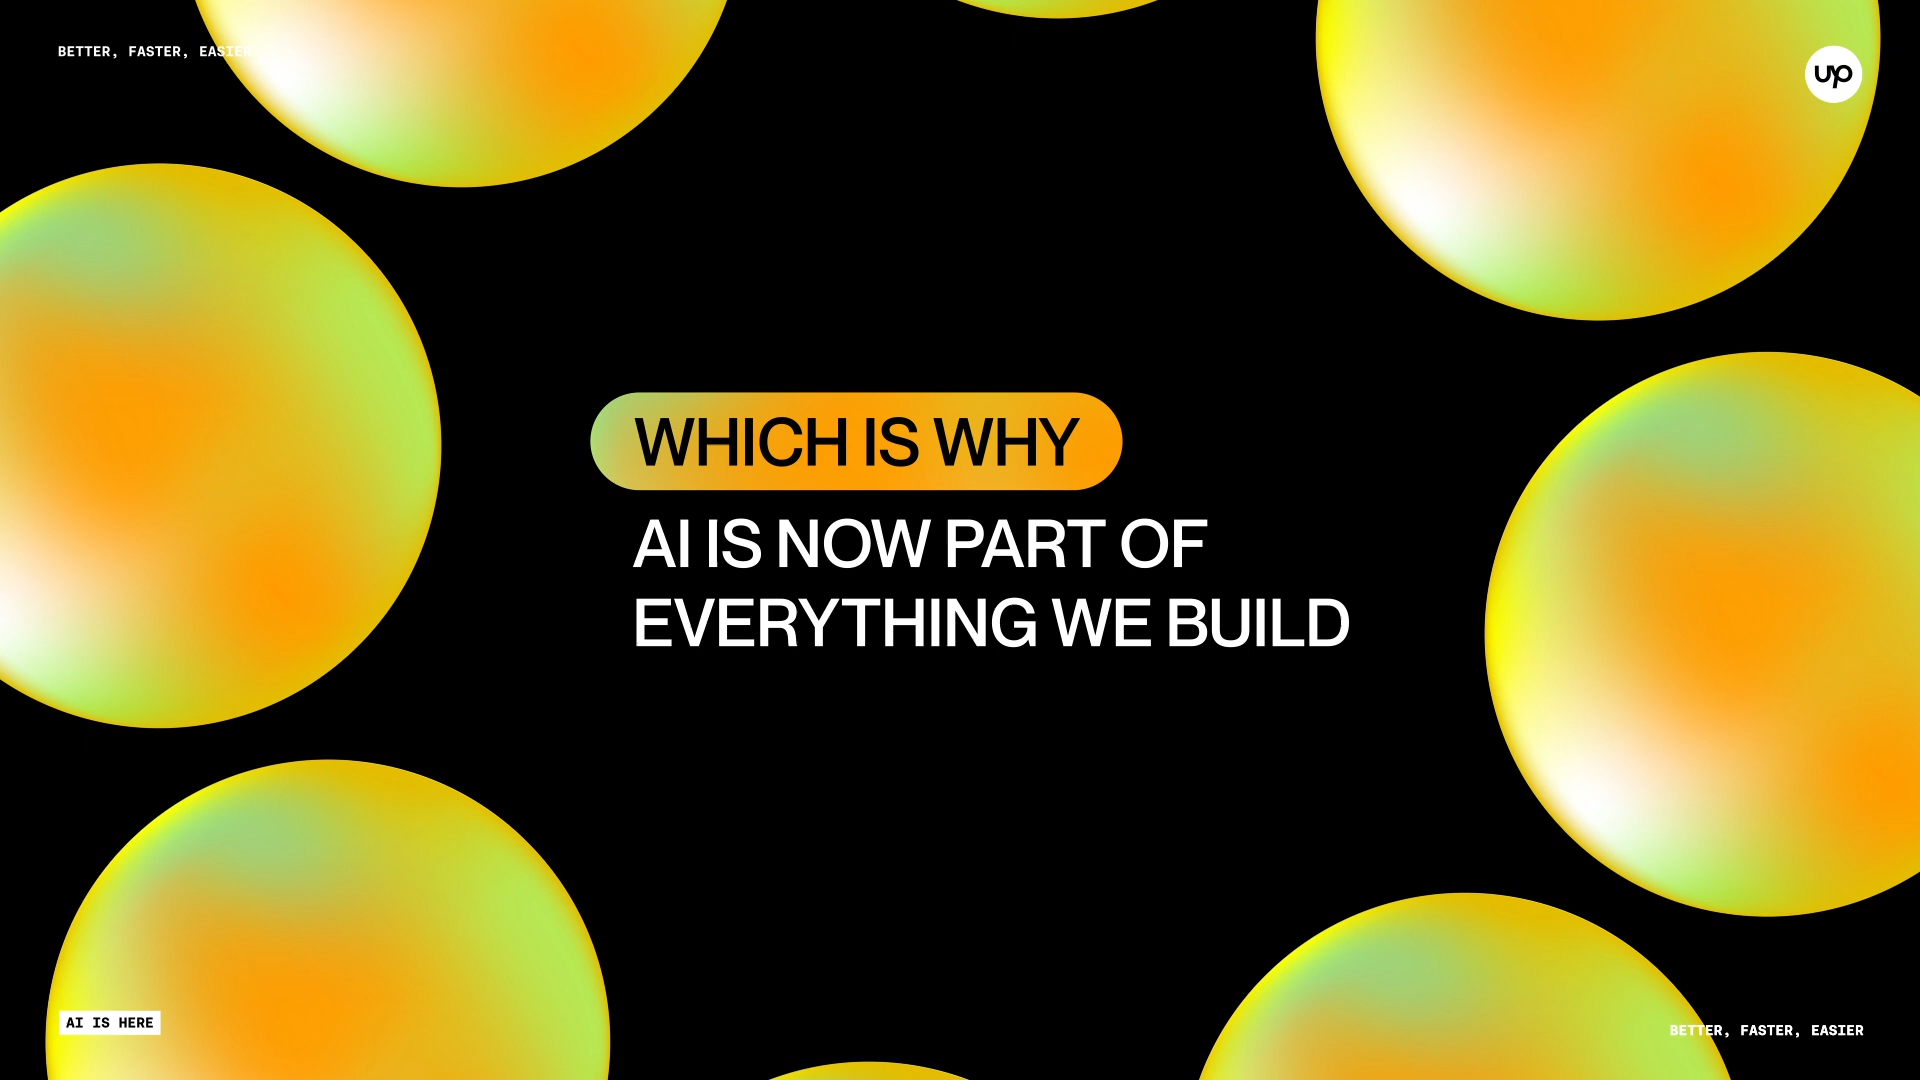 BETTER, FASTER, EASIER
up
WHICH IS WHY
AI IS NOW PART OF
EVERYTHING WE BUILD
AI IS HERE
BETTER, FASTER, EASIER